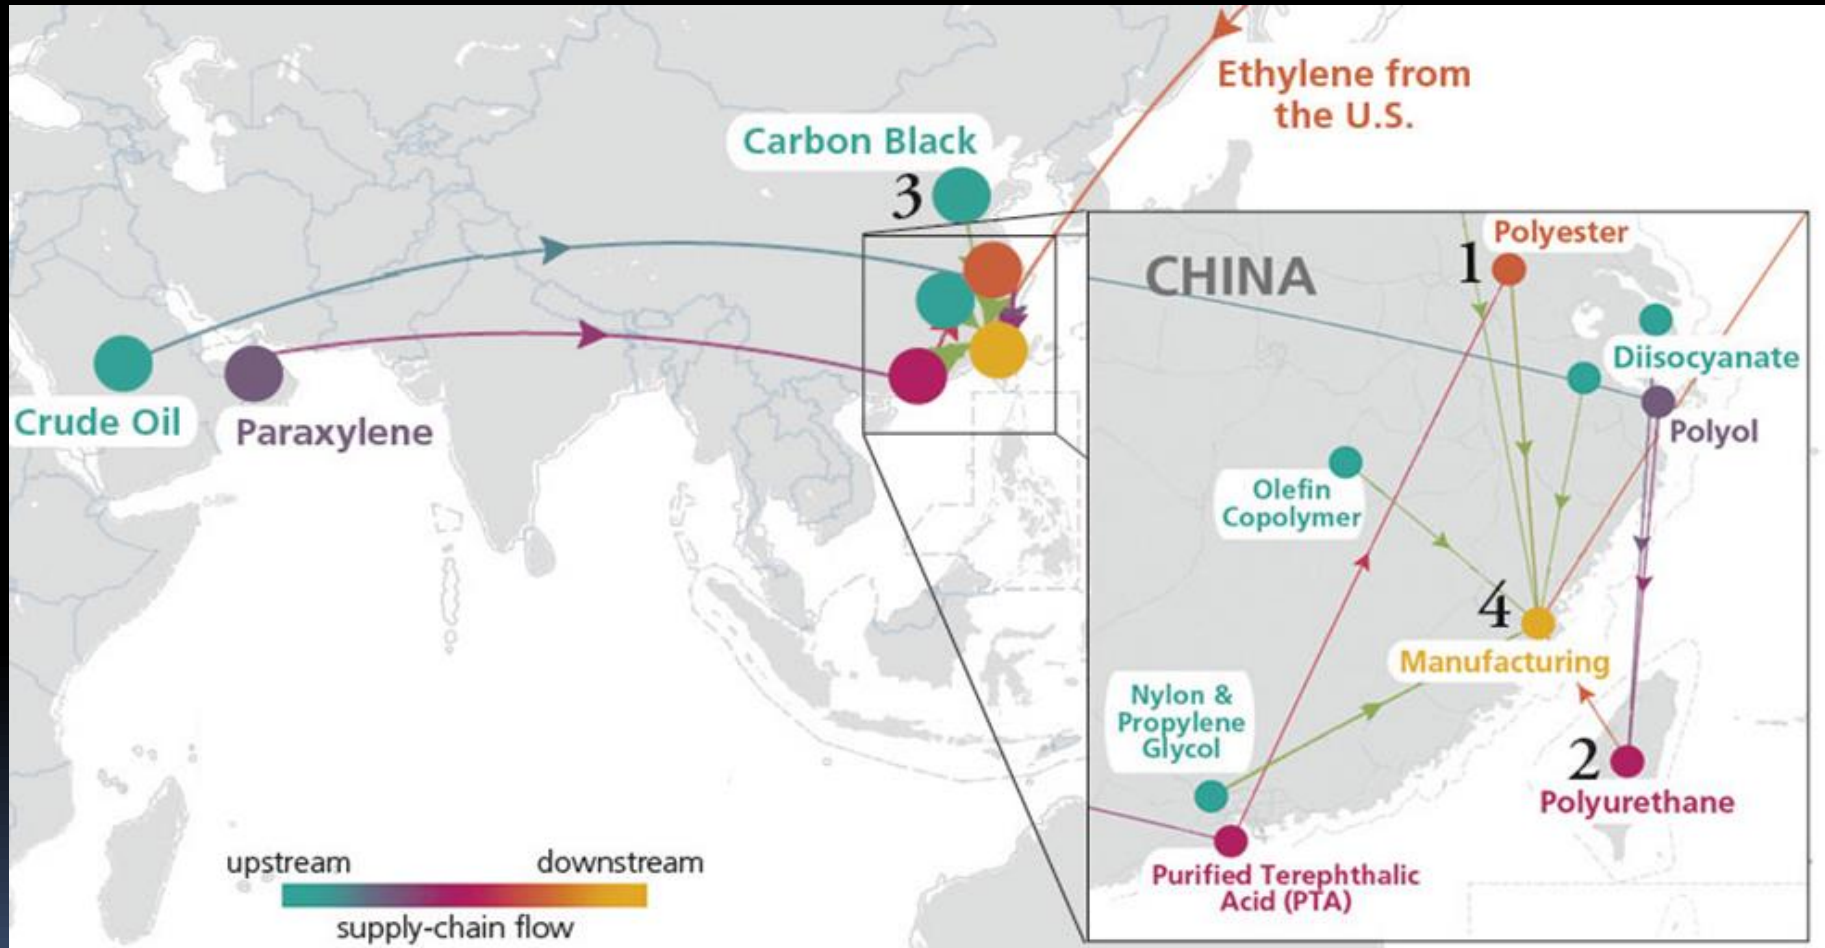 Ethylene from
the U.S.
Carbon Black
3
Crude Oil
Paraxylene
CHINA
1
Polyester
Diisocyanate
Polyol
Olefin
Copolymer
4
Manufacturing
Nylon &
Propylene
Glycol
2
Polyurethane
Purified Terephthalic
Acid (PTA)
upstream
downstream
supply-chain flow